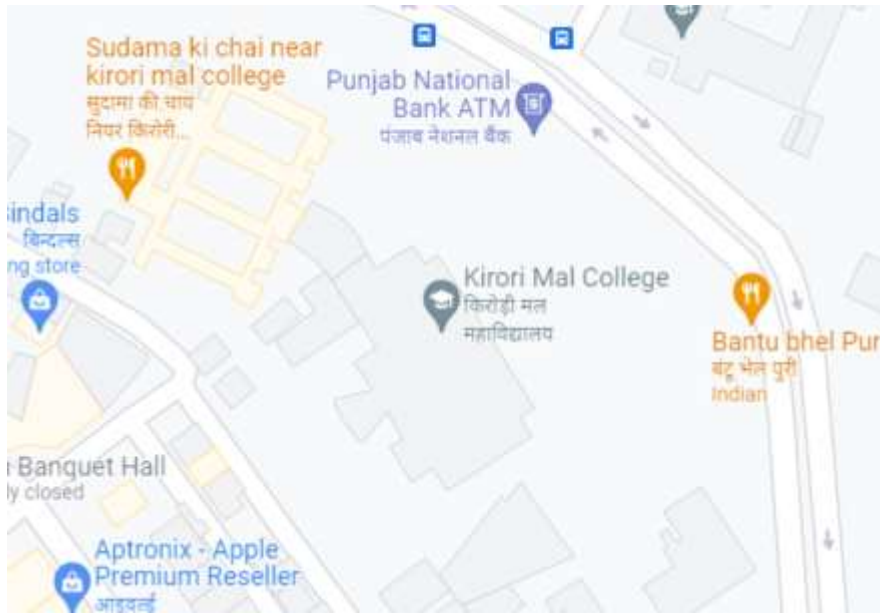 Sudama ki chai near
kirori mal college
सुदामा की चाय
नियर किरोरी...
Punjab National
Bank ATM
पंजाब नेशनल बैंक
indals
बिन्दल्स
ng store
Kirori Mal College
किरोड़ी मल
महाविद्यालय
Bantu bhel Pur
बंटू भेल पुरी
Indian
Banquet Hall
ly closed
Aptronix - Apple
Premium Reseller
आइवर्ल्ड